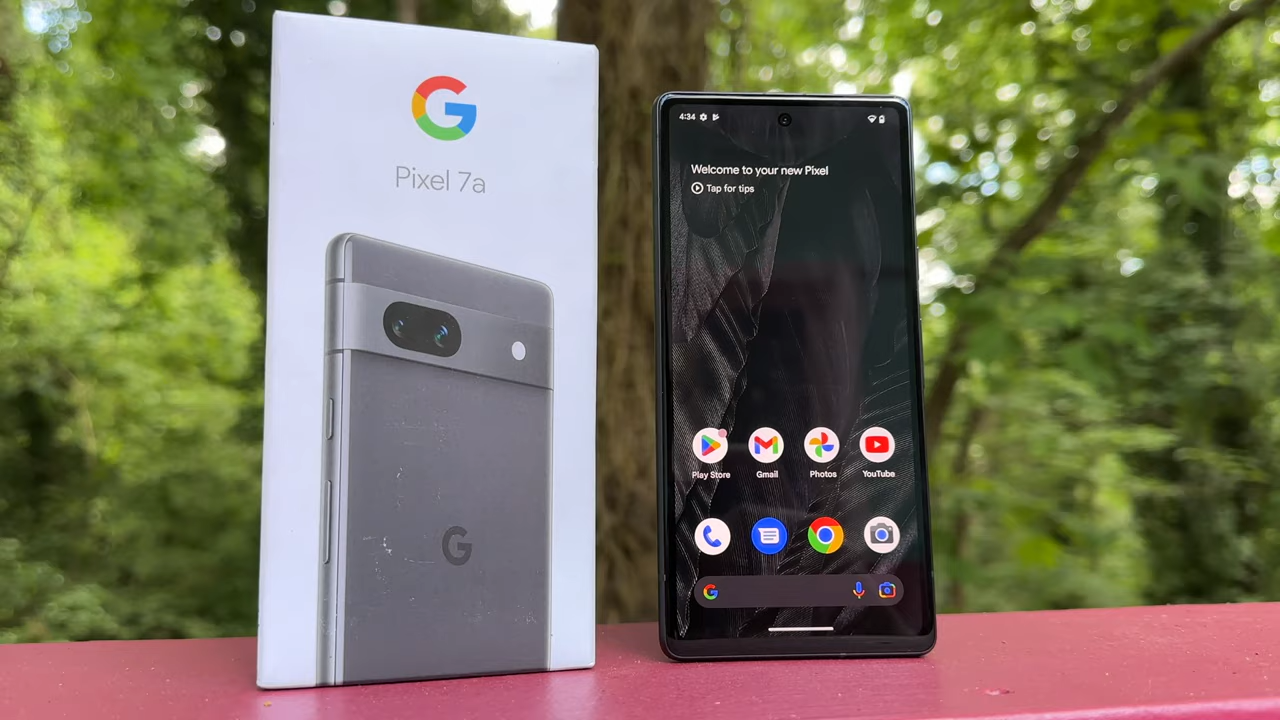 G
Pixel 7a
G
4:34
Welcome to your new Pixel
Tap for tips
Play Store Gmail Photos YouTube
G